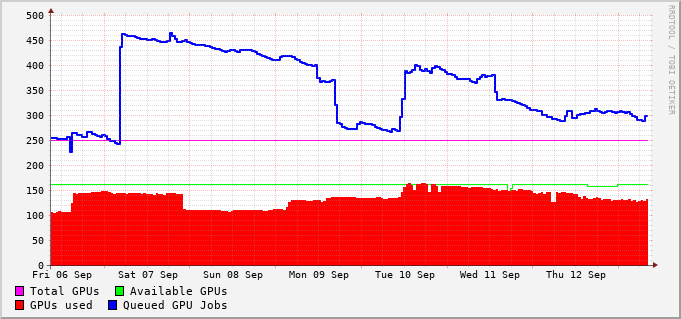 500
450
400
350
300
250
200
150
100
50
0
Fri 06 Sep Sat 07 Sep Sun 08 Sep Mon 09 Sep Tue 10 Sep Wed 11 Sep Thu 12 Sep
Total GPUs Available GPUs
GPUs used Queued GPU Jobs
RRDTOOL / TOBI OETIKER